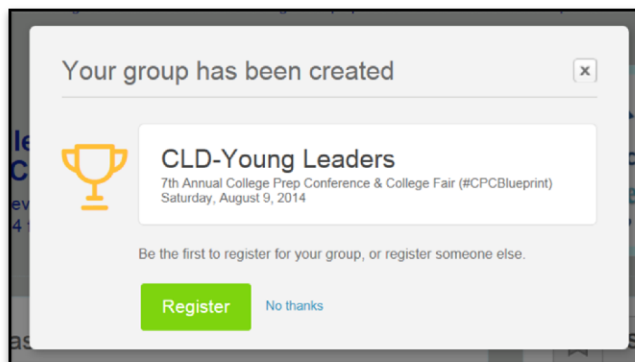 Your group has been created
x
CLD-Young Leaders
7th Annual College Prep Conference & College Fair (#CPCBlueprint)
Saturday, August 9, 2014
Be the first to register for your group, or register someone else.
Register No thanks